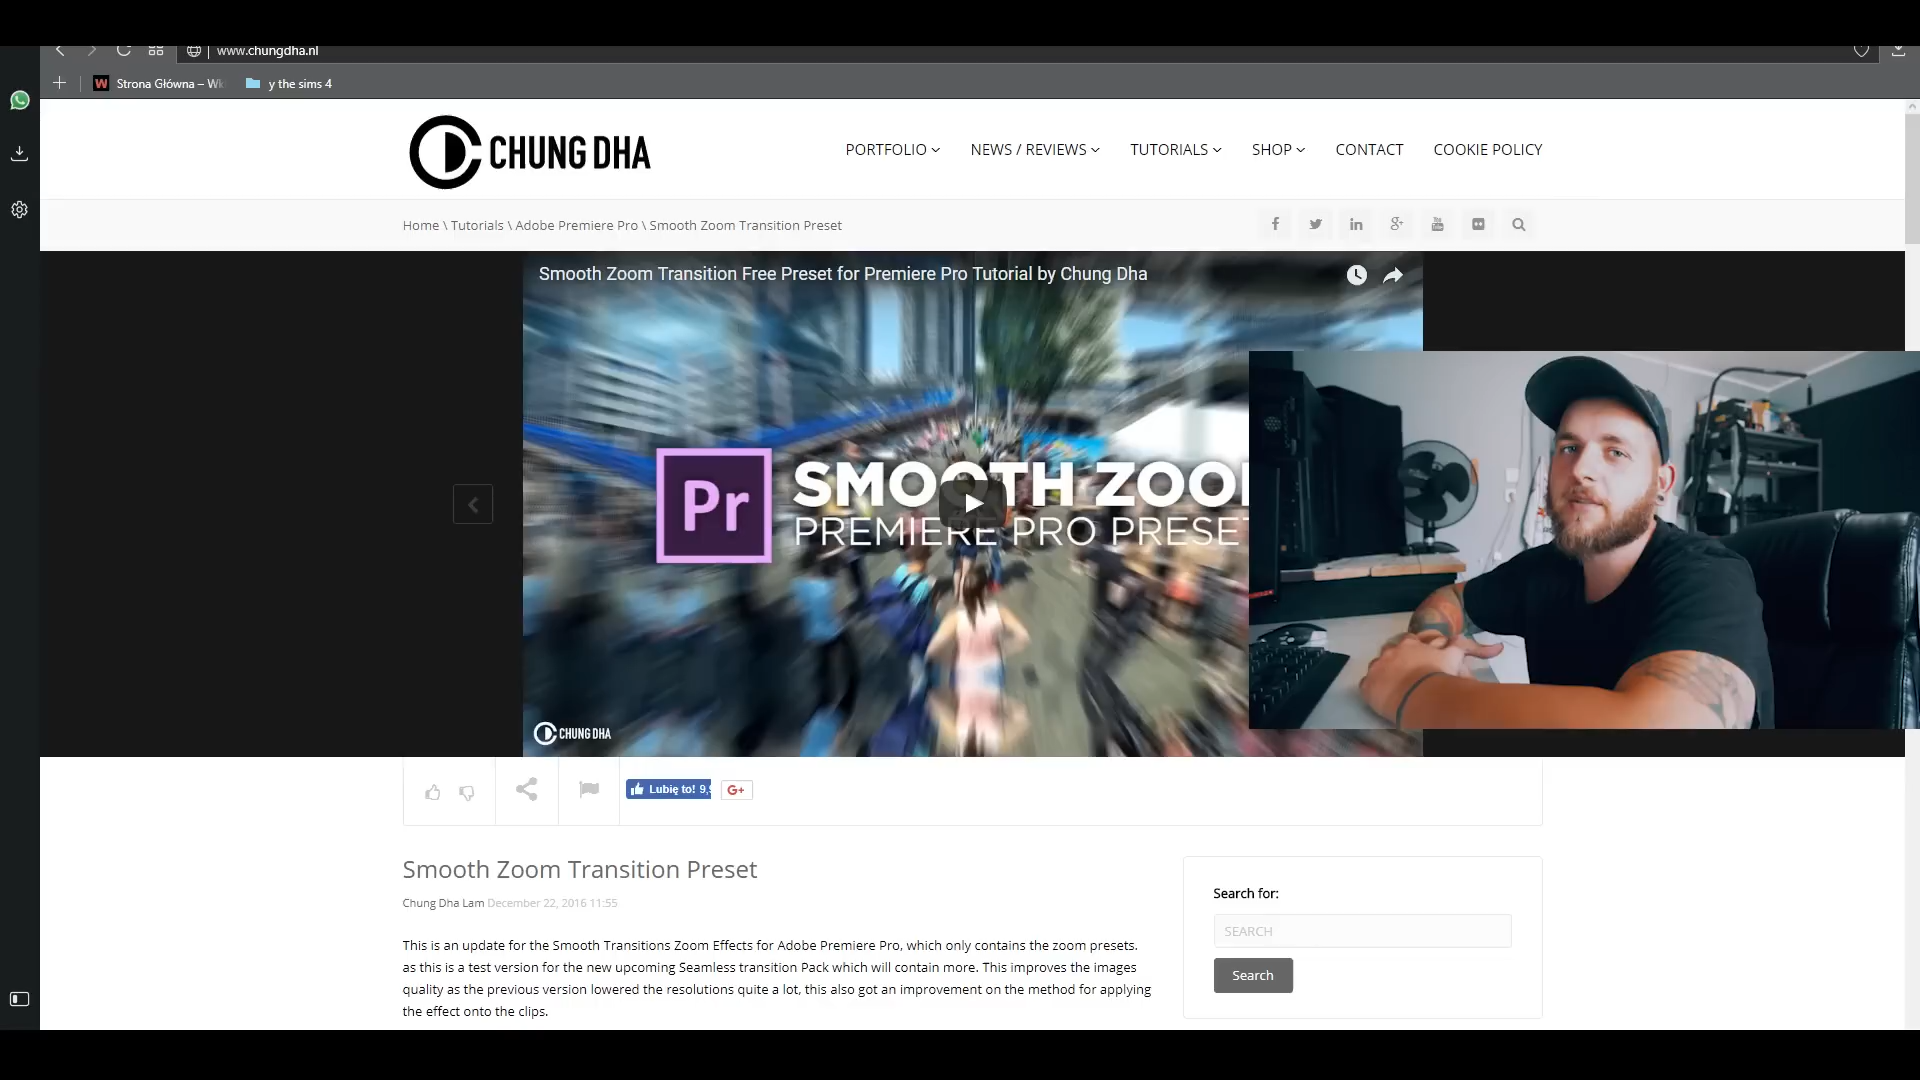 www.chungdha.nl
Strona Główna – Wi
y the sims 4
CHUNG DHA
PORTFOLIO
NEWS / REVIEWS
TUTORIALS
SHOP
CONTACT
COOKIE POLICY
Home \ Tutorials \ Adobe Premiere Pro \ Smooth Zoom Transition Preset
Smooth Zoom Transition Free Preset for Premiere Pro Tutorial by Chung Dha
Pr
SMOOTH ZOO
PREMIERE PRO PRESET
CHUNG DHA
Lubię to! 9,
G+
Smooth Zoom Transition Preset
Chung Dha Lam December 22, 2016 11:55
This is an update for the Smooth Transitions Zoom Effects for Adobe Premiere Pro, which only contains the zoom presets.
as this is a test version for the new upcoming Seamless transition Pack which will contain more. This improves the images
quality as the previous version lowered the resolutions quite a lot, this also got an improvement on the method for applying
the effect onto the clips.
Search for:
SEARCH
Search